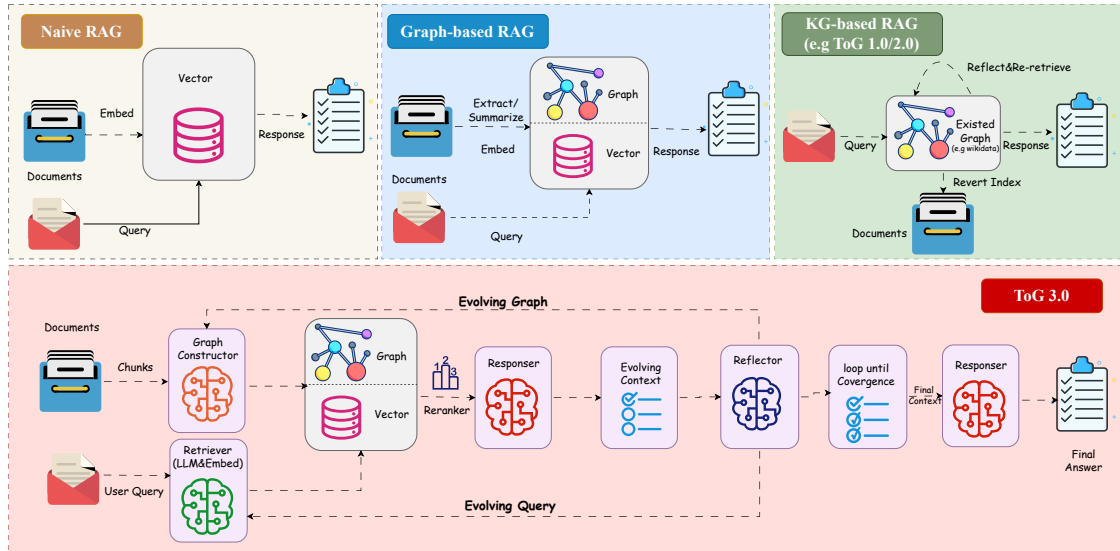 Naive RAG
Vector
Embed
Response
Documents
Query
Graph-based RAG
Graph
Extract/
Summarize
Embed
Vector
Response
Documents
Query
KG-based RAG
(e.g ToG 1.0/2.0)
Reflect&Re-retrieve
Query
Existed
Graph
(e.g wikidata)
Response
Revert Index
Documents
ToG 3.0
Evolving Graph
Documents
Chunks
Graph
Constructor
Graph
Vector
1 2 3
Reranker
Responser
Evolving
Context
Reflector
loop until
Covergence
Final
Context
Responser
Final
Answer
User Query
Retriever
(LLM&Embed)
Evolving Query